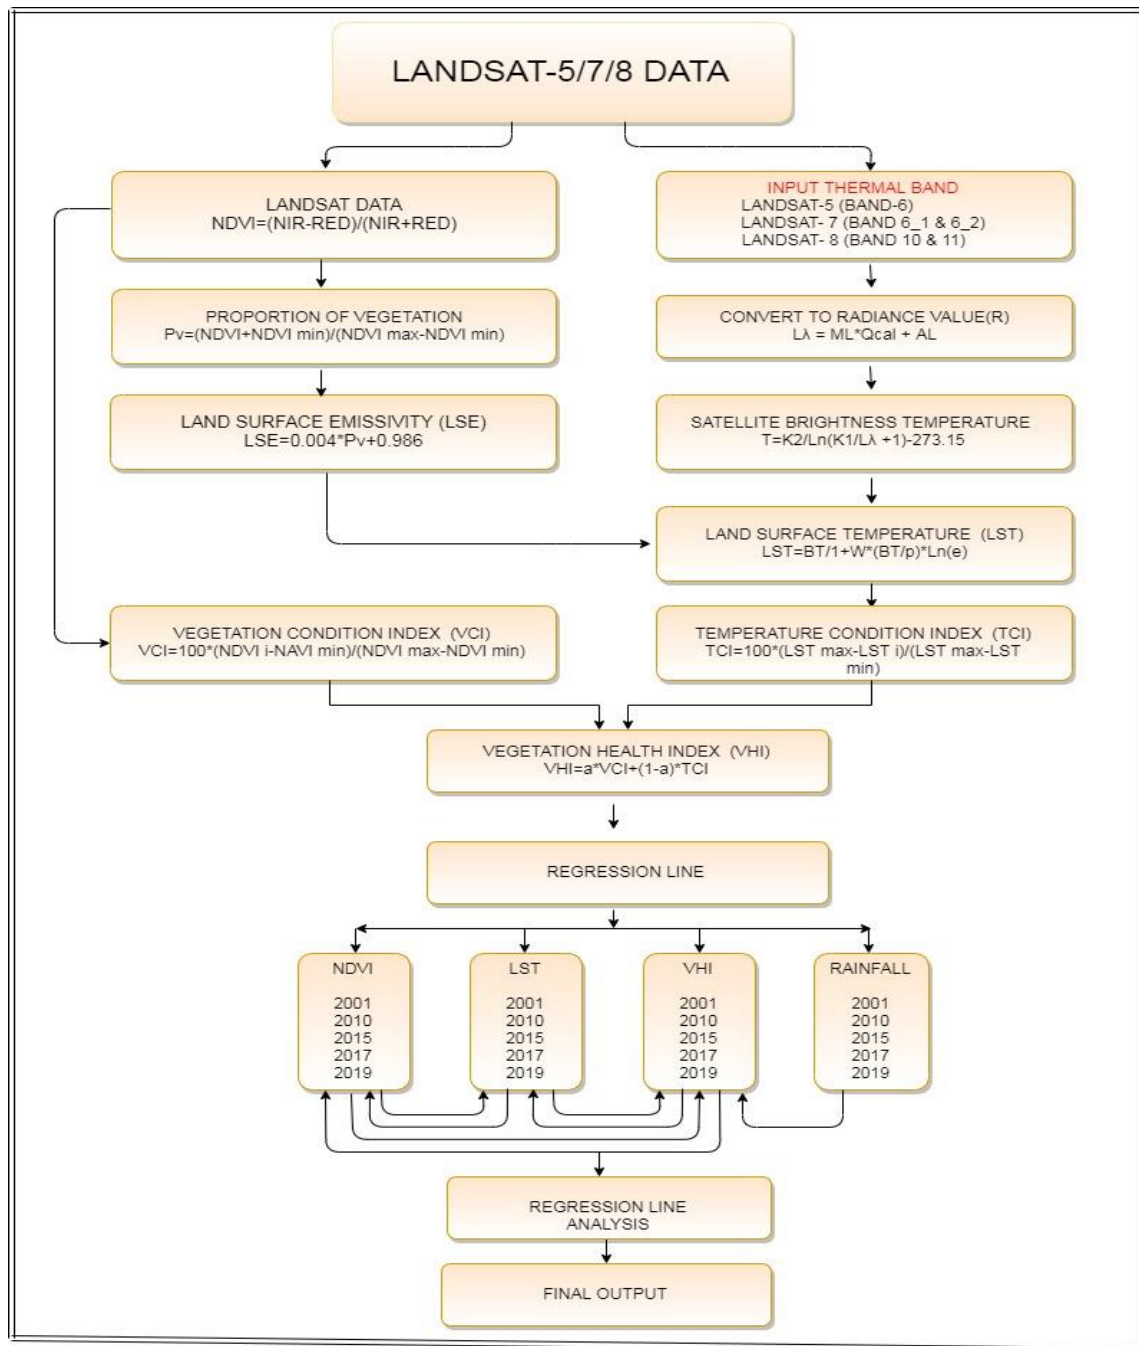 LANDSAT-5/7/8 DATA
LANDSAT DATA
NDVI=(NIR-RED)/(NIR+RED)
INPUT THERMAL BAND
LANDSAT-5 (BAND-6)
LANDSAT- 7 (BAND 6_1 & 6_2)
LANDSAT- 8 (BAND 10 & 11)
PROPORTION OF VEGETATION
Pv=(NDVI+NDVI min)/(NDVI max-NDVI min)
CONVERT TO RADIANCE VALUE(R)
Lλ = ML*Qcal + AL
LAND SURFACE EMISSIVITY (LSE)
LSE=0.004*Pv+0.986
SATELLITE BRIGHTNESS TEMPERATURE
T=K2/Ln(K1/Lλ +1)-273.15
LAND SURFACE TEMPERATURE (LST)
LST=BT/1+W*(BT/p)*Ln(e)
VEGETATION CONDITION INDEX (VCI)
VCI=100*(NDVI i-NAVI min)/(NDVI max-NDVI min)
TEMPERATURE CONDITION INDEX (TCI)
TCI=100*(LST max-LST i)/(LST max-LST
min)
VEGETATION HEALTH INDEX (VHI)
VHI=a*VCI+(1-a)*TCI
REGRESSION LINE
NDVI
2001
2010
2015
2017
2019
LST
2001
2010
2015
2017
2019
VHI
2001
2010
2015
2017
2019
RAINFALL
2001
2010
2015
2017
2019
REGRESSION LINE
ANALYSIS
FINAL OUTPUT